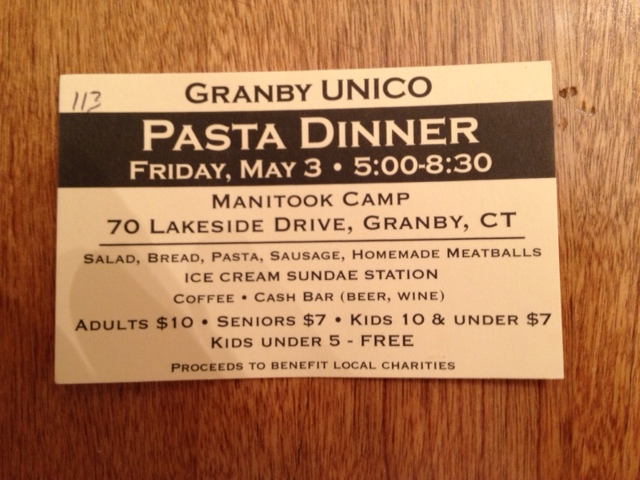 113
GRANBY UNICO
PASTA DINNER
FRIDAY, MAY 3 • 5:00-8:30
MANITOOK CAMP
70 LAKESIDE DRIVE, GRANBY, CT
SALAD, BREAD, PASTA, SAUSAGE, HOMEMADE MEATBALLS
ICE CREAM SUNDAE STATION
COFFEE • CASH BAR (BEER, WINE)
ADULTS $10 • SENIORS $7 • KIDS 10 & UNDER $7
KIDS UNDER 5 - FREE
PROCEEDS TO BENEFIT LOCAL CHARITIES